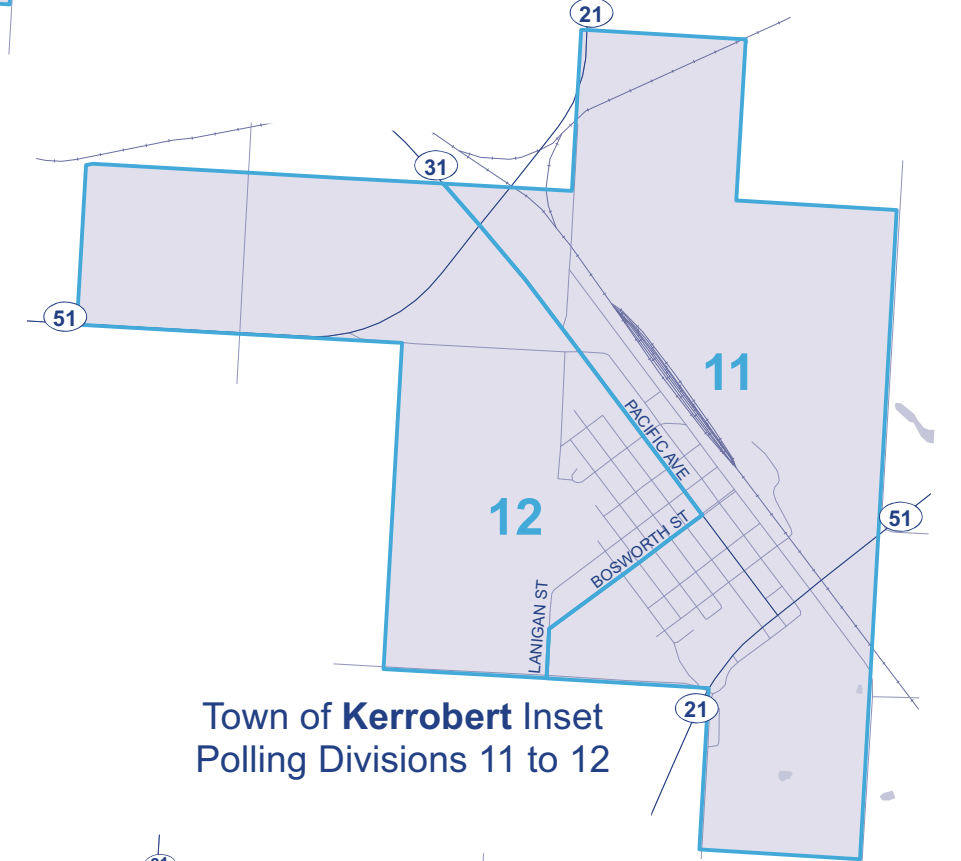 21
31
51
11
PACIFIC AVE
12
51
BOSWORTH ST
LANIGAN ST
21
Town of Kerrobert Inset
Polling Divisions 11 to 12